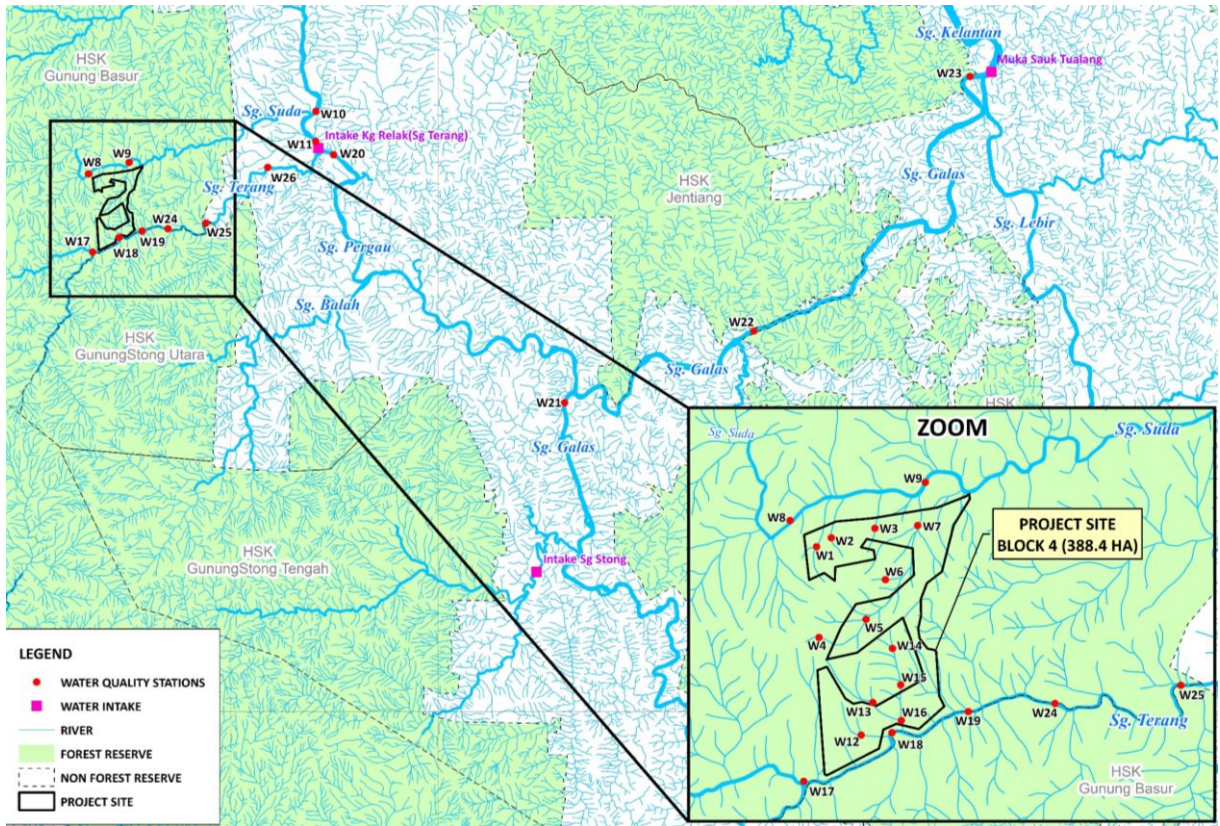 Sg. Kelantan
HSK
Gunung Basur
Muka Sauk Tualang
W23
Sg. Suda
W10
W11
Intake Kg Relak(Sg Terang)
W20
W9
W8
W26
HSK
Jentiang
Sg. Terang
Sg. Galas
W24
W25
W19
W17
W18
Sg. Lebir
Sg. Pergau
Sg. Balah
W22
HSK
GunungStong Utara
Sg. Galas
W21
HSK
Sg. Galas
HSK
GunungStong Tengah
Intake Sg Stong
ZOOM
Sg. Suda
Sg. Suda
W9
W8
W3
W7
W2
W1
PROJECT SITE
BLOCK 4 (388.4 HA)
W6
W5
W4
W14
W15
W13
W16
W12
W18
W19
W24
W25
Sg. Terang
W17
HSK
Gunung Basur
LEGEND
WATER QUALITY STATIONS
WATER INTAKE
RIVER
FOREST RESERVE
NON FOREST RESERVE
PROJECT SITE